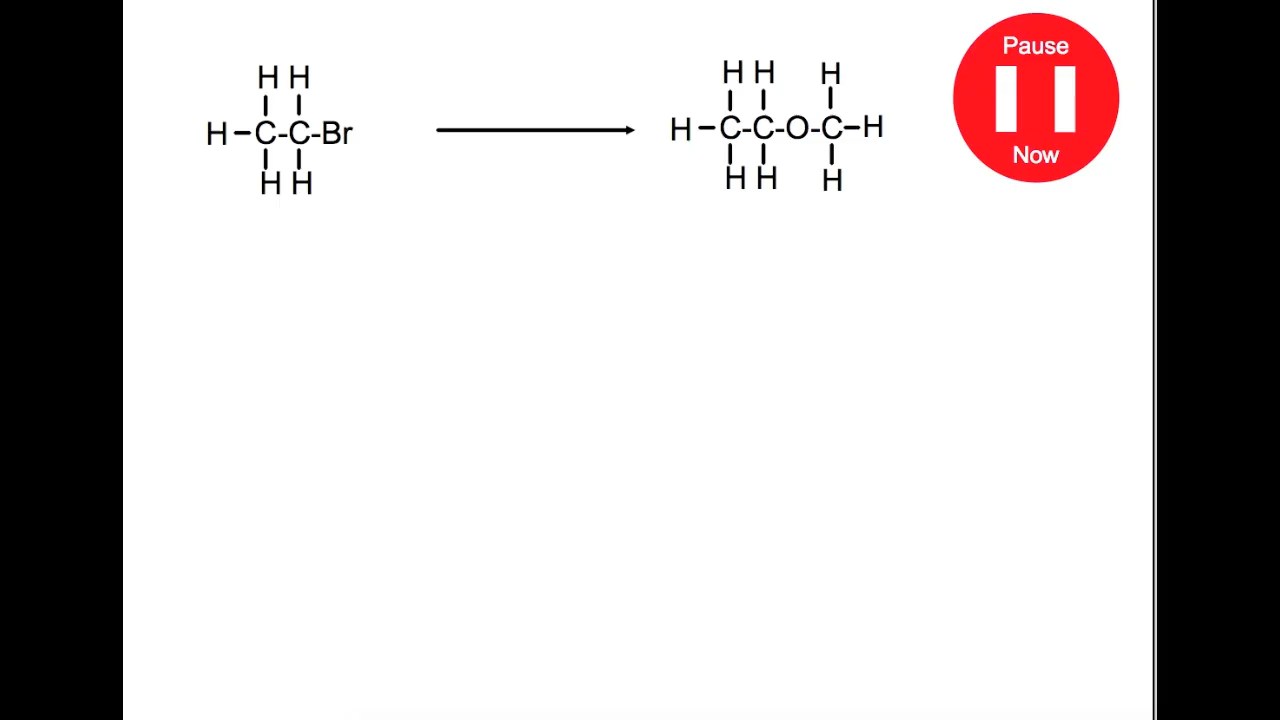 H H
H-C-C-Br
H H
H H H
H-C-C-O-C-H
H H H
Pause
Now